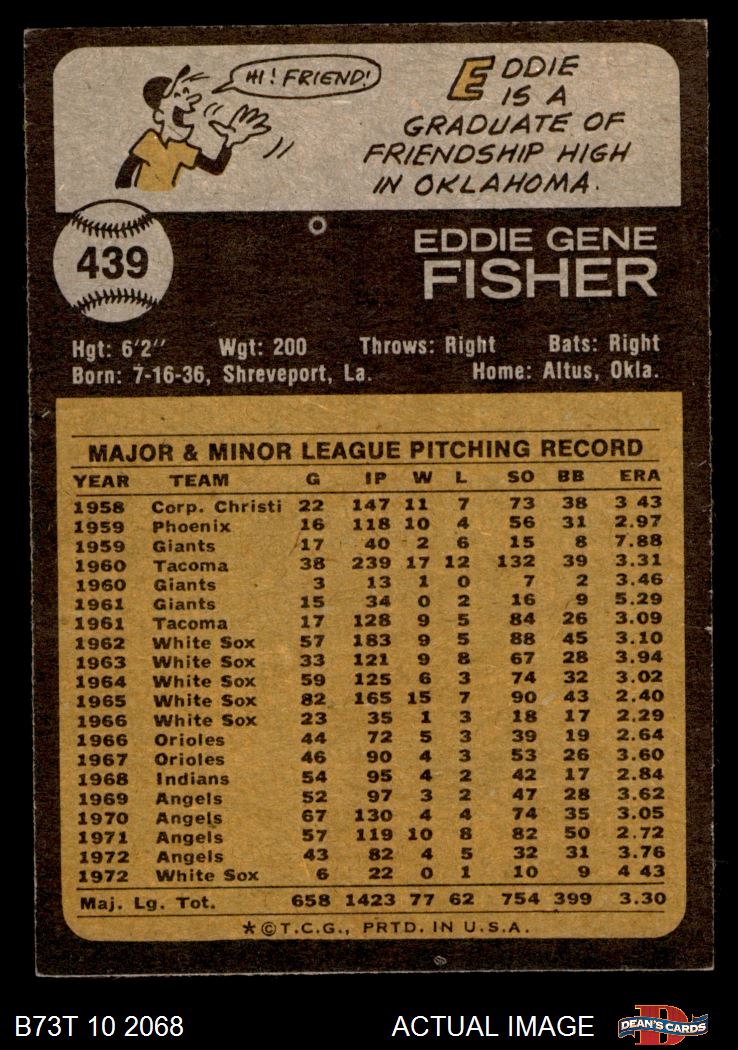 HI! FRIEND!
EDDIE
IS A
GRADUATE OF
FRIENDSHIP HIGH
IN OKLAHOMA.
439
EDDIE GENE
FISHER
Hgt: 6'2" Wgt: 200 Throws: Right Bats: Right
Born: 7-16-36, Shreveport, La. Home: Altus, Okla.
MAJOR & MINOR LEAGUE PITCHING RECORD
YEAR TEAM G IP W L SO BB ERA
1958 Corp. Christi 22 147 11 7 73 38 3 43
1959 Phoenix 16 118 10 4 56 31 2.97
1959 Giants 17 40 2 6 15 8 7.88
1960 Tacoma 38 239 17 12 132 39 3.31
1960 Giants 3 13 1 0 7 2 3.46
1961 Giants 15 34 0 2 16 9 5.29
1961 Tacoma 17 128 9 5 84 26 3.09
1962 White Sox 57 183 9 5 88 45 3.10
1963 White Sox 33 121 9 8 67 28 3.94
1964 White Sox 59 125 6 3 74 32 3.02
1965 White Sox 82 165 15 7 90 43 2.40
1966 White Sox 23 35 1 3 18 17 2.29
1966 Orioles 44 72 5 3 39 19 2.64
1967 Orioles 46 90 4 3 53 26 3.60
1968 Indians 54 95 4 2 42 17 2.84
1969 Angels 52 97 3 2 47 28 3.62
1970 Angels 67 130 4 4 74 35 3.05
1971 Angels 57 119 10 8 82 50 2.72
1972 Angels 43 82 4 5 32 31 3.76
1972 White Sox 6 22 0 1 10 9 4 43
Maj. Lg. Tot. 658 1423 77 62 754 399 3.30
*©T.C.G., PRTD. IN U.S.A.
B73T 10 2068 ACTUAL IMAGE
D
DEAN'S CARDS